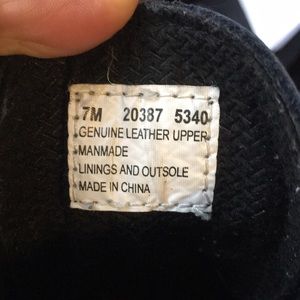 7M 20387 5340
GENUINE LEATHER UPPER
MANMADE
LININGS AND OUTSOLE
MADE IN CHINA